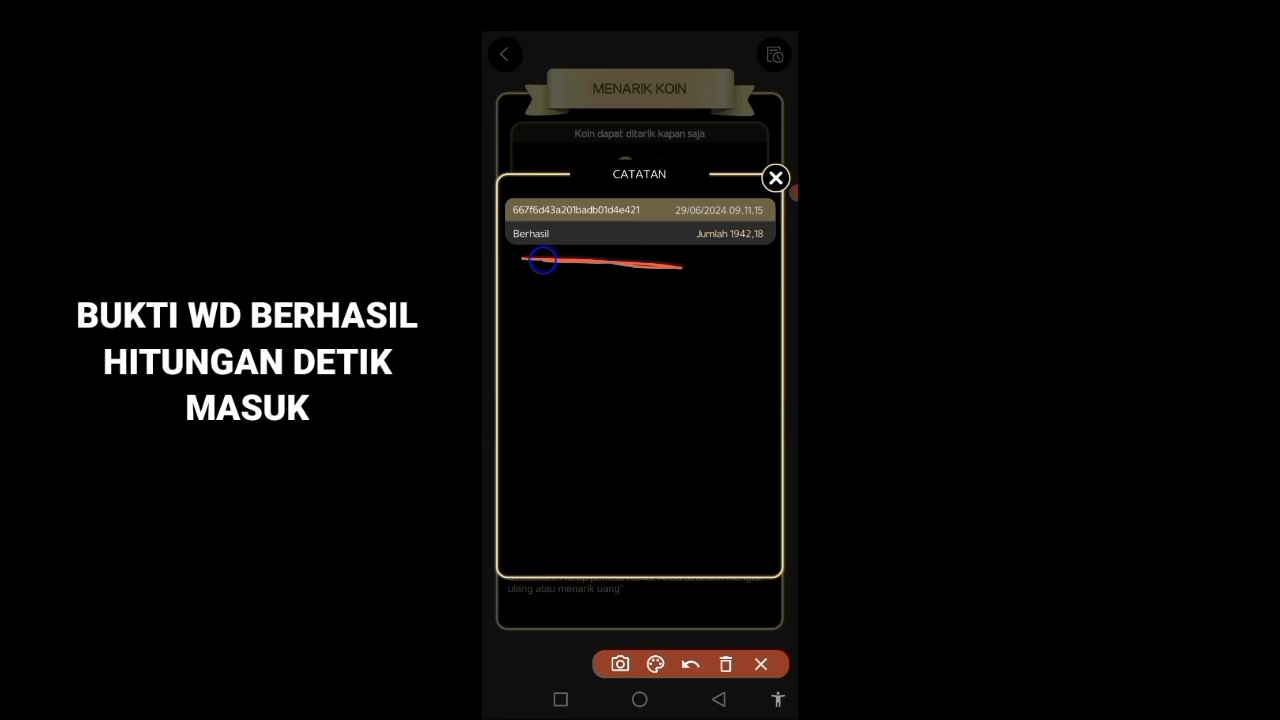 MENARIK KOIN
Koin dapat ditarik kapan saja
CATATAN
667f6d43a201badb01d4e421 29/06/2024 09.11.15
Berhasil Jumlah 1942,18
BUKTI WD BERHASIL
HITUNGAN DETIK
MASUK
ulang atau menarik uang"